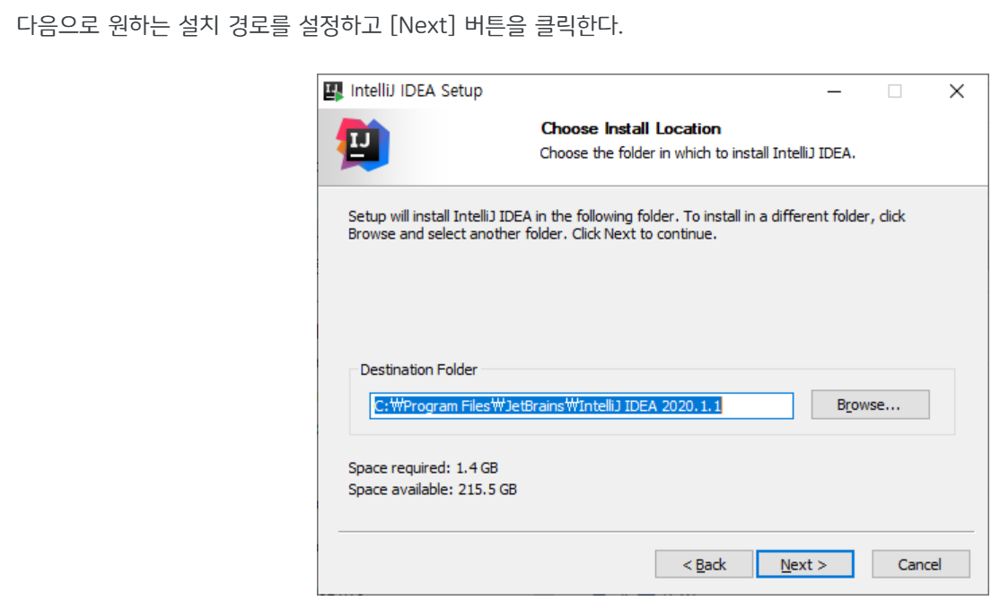 다음으로 원하는 설치 경로를 설정하고 [Next] 버튼을 클릭한다.
IntelliJ IDEA Setup
IJ
Choose Install Location
Choose the folder in which to install IntelliJ IDEA.
Setup will install IntelliJ IDEA in the following folder. To install in a different folder, click
Browse and select another folder. Click Next to continue.
Destination Folder
C:₩Program Files₩JetBrains₩IntelliJ IDEA 2020.1.1
Browse...
Space required: 1.4 GB
Space available: 215.5 GB
< Back
Next >
Cancel